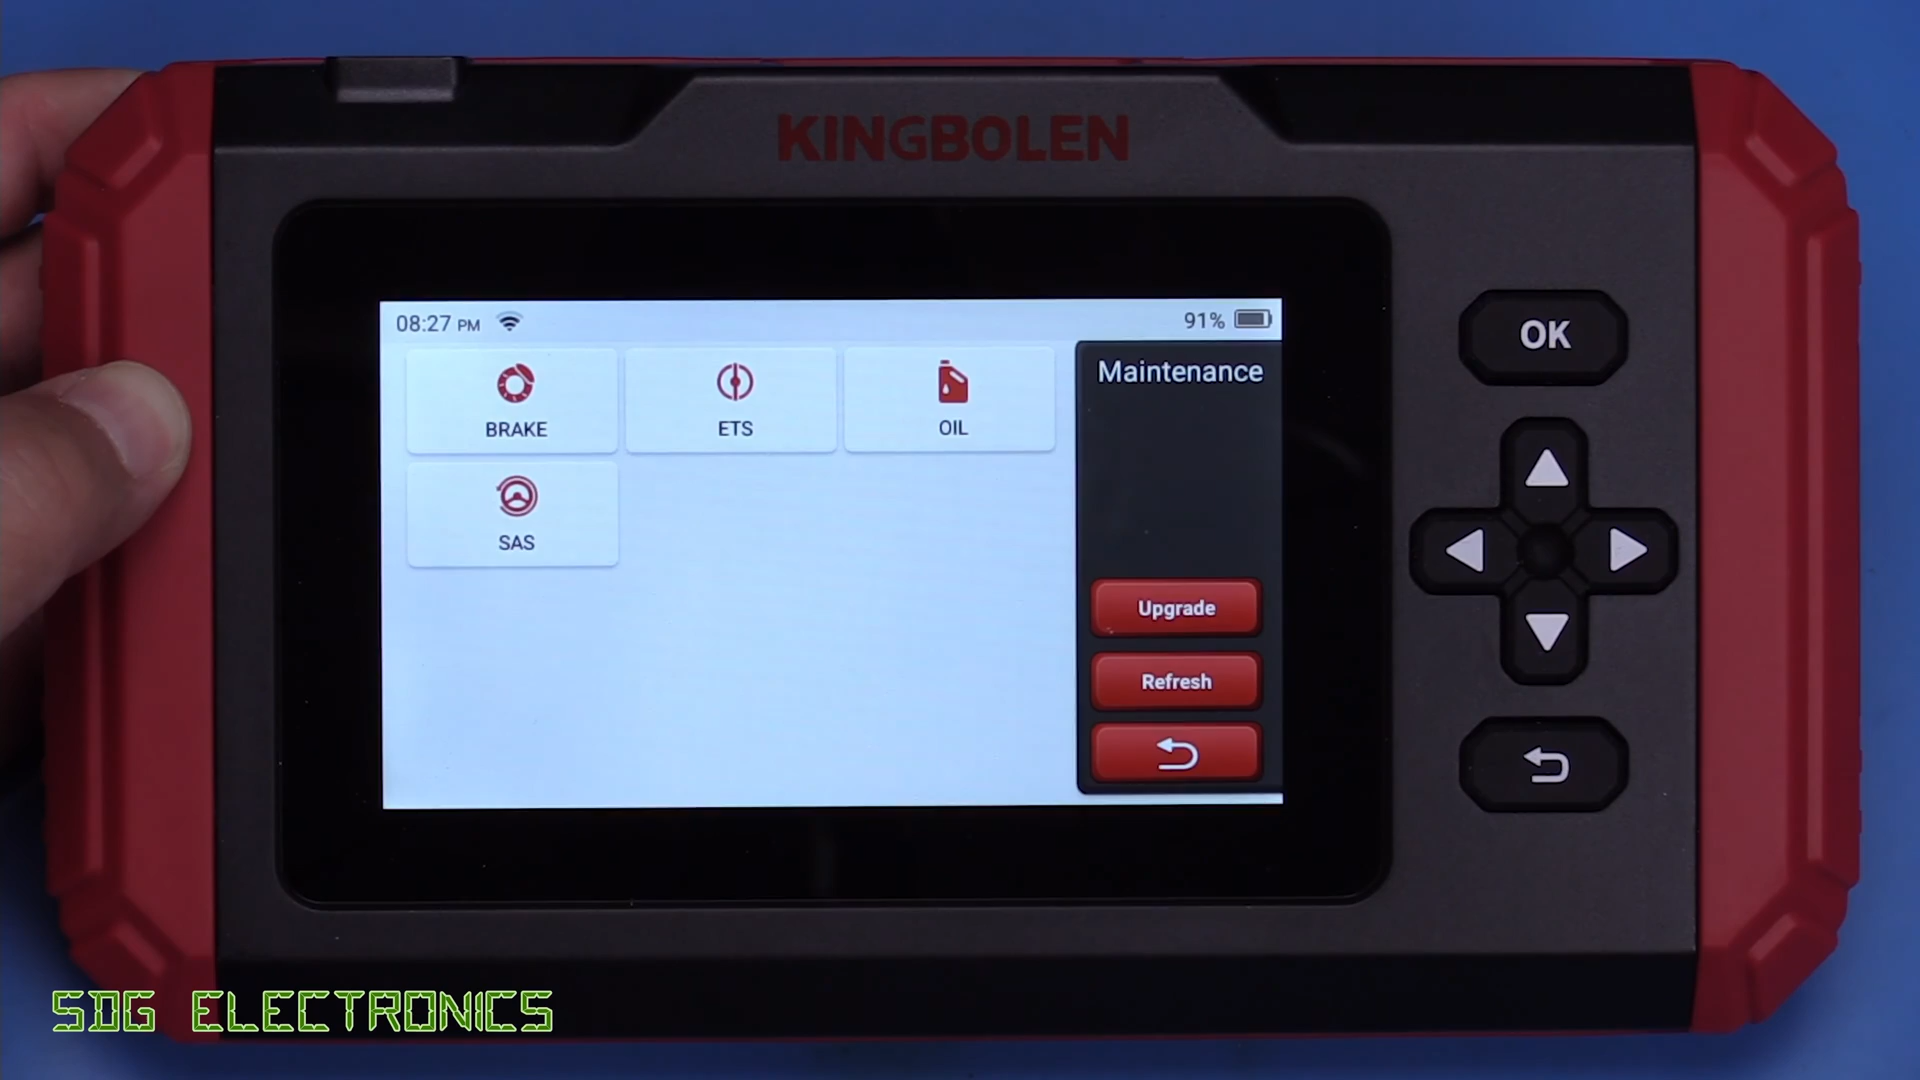 KINGBOLEN
08:27 PM
91%
BRAKE
ETS
OIL
SAS
Maintenance
Upgrade
Refresh
OK
SDG ELECTRONICS